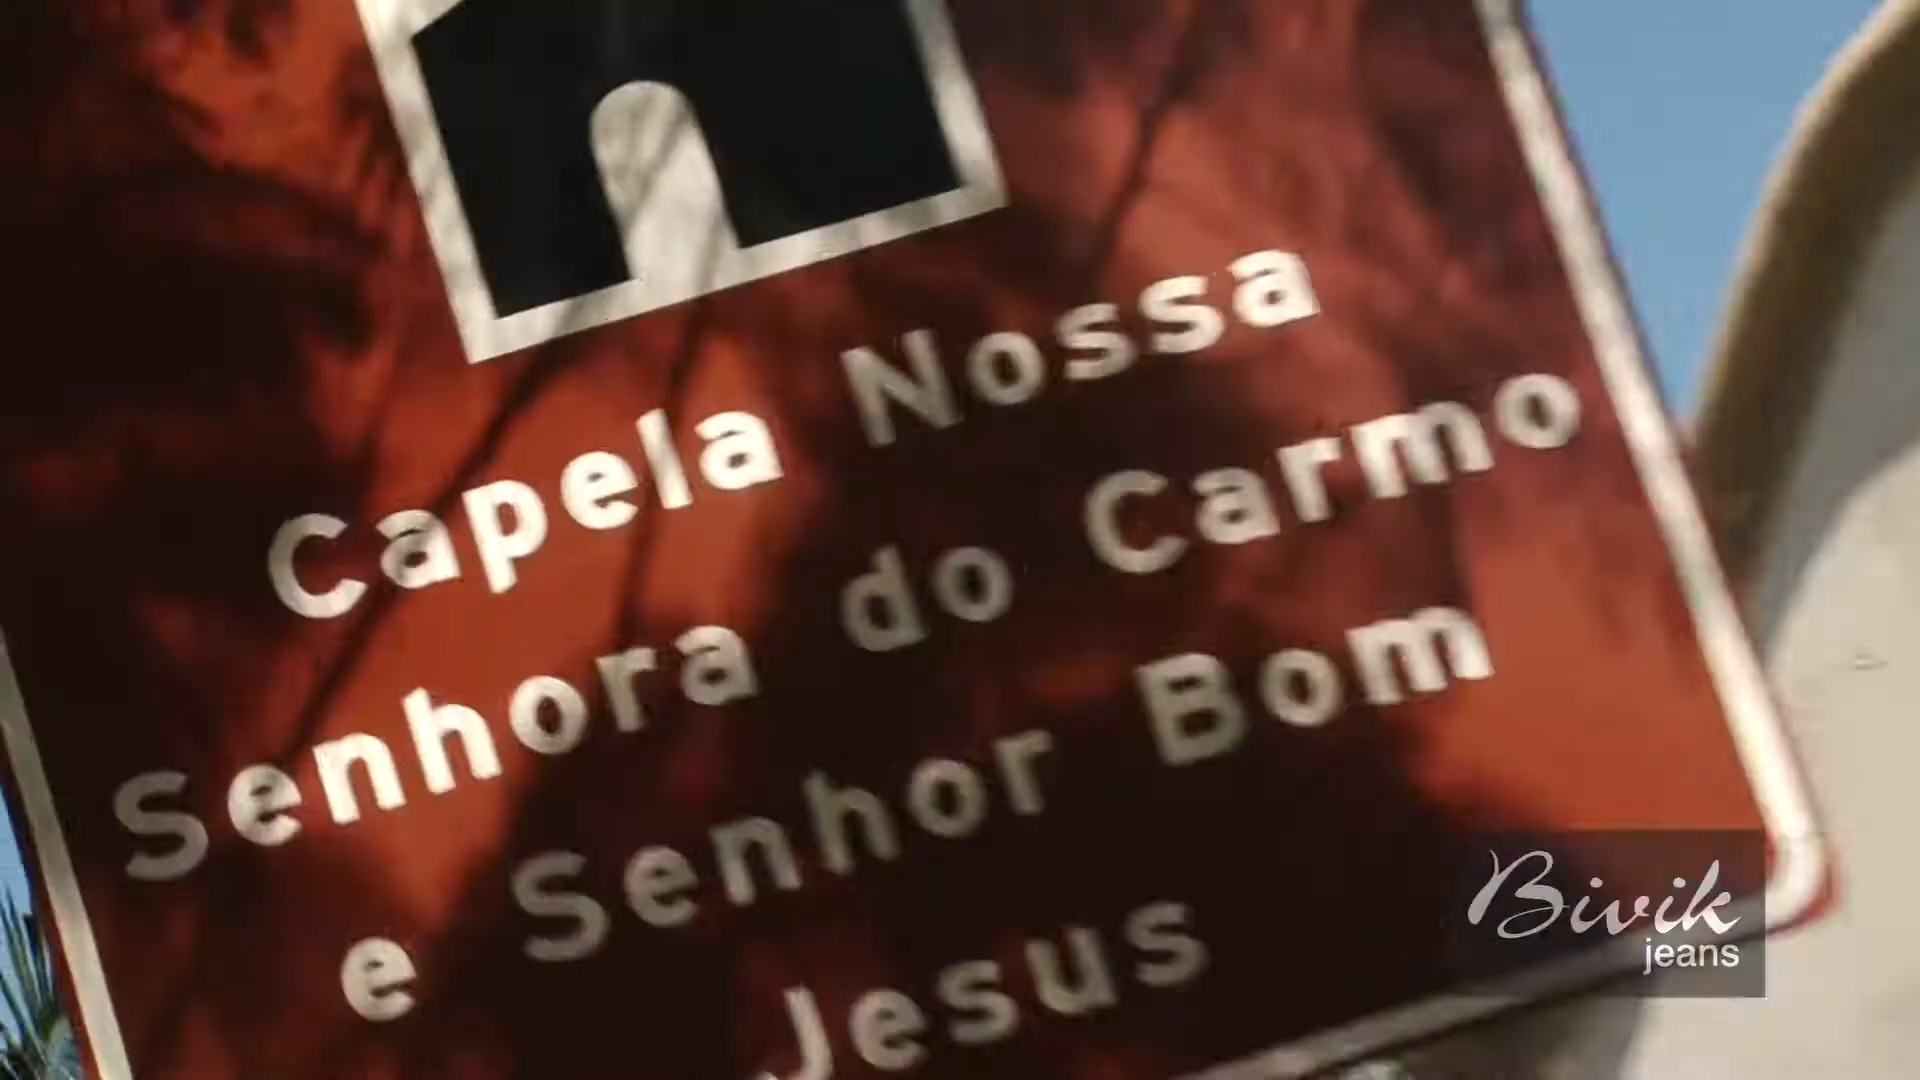 Capela Nossa
Senhora do Carmo
e Senhor Bom
Jesus
Bivik
jeans